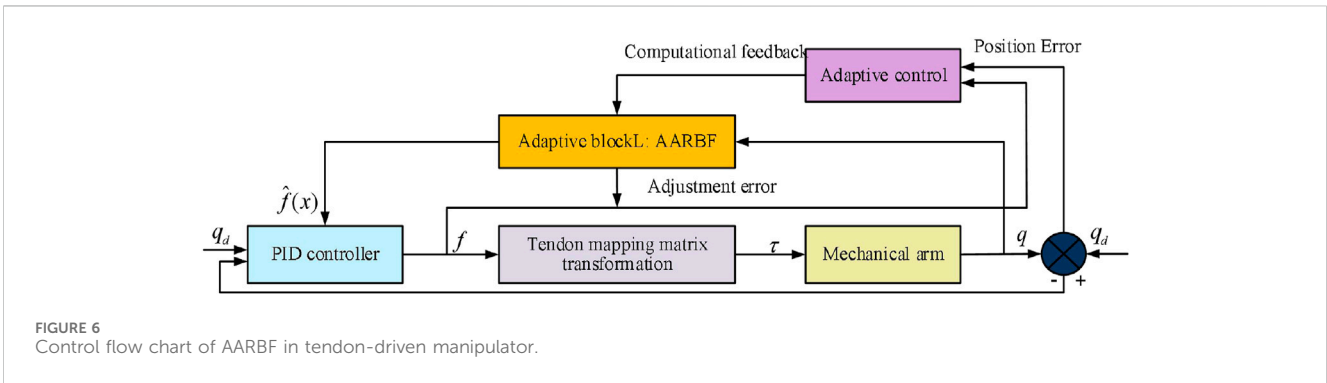 Computational feedback
Position Error
Adaptive control
Adaptive blockL: AARBF
Adjustment error
f̂(x)
q_d
PID controller
f
Tendon mapping matrix
transformation
τ
Mechanical arm
q
q_d
- +
FIGURE 6
Control flow chart of AARBF in tendon-driven manipulator.